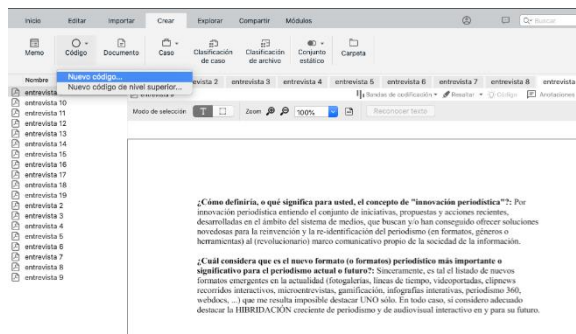 Inicio Editar Importar Crear Explorar Compartir Módulos
Buscar
Memo Código Documento Caso Clasificación de caso Clasificación de archivo Conjunto estático Carpeta
Nuevo código...
Nuevo código de nivel superior...
Nombre
evista 2 entrevista 3 entrevista 4 entrevista 5 entrevista 6 entrevista 7 entrevista 8 entrevista
Bandas de codificación Resaltar Código Anotaciones
Modo de selección Zoom 100% Reconocer texto
entrevista
entrevista 10
entrevista 11
entrevista 12
entrevista 13
entrevista 14
entrevista 15
entrevista 16
entrevista 17
entrevista 18
entrevista 19
entrevista 2
entrevista 3
entrevista 4
entrevista 5
entrevista 6
entrevista 7
entrevista 8
entrevista 9
¿Cómo definiría, o qué significa para usted, el concepto de "innovación periodística"?: Por
innovación periodística entiendo el conjunto de iniciativas, propuestas y acciones recientes,
desarrolladas en el ámbito del sistema de medios, que buscan y/o han conseguido ofrecer soluciones
novedosas para la reinvención y la re-identificación del periodismo (en formatos, géneros o
herramientas) al (revolucionario) marco comunicativo propio de la sociedad de la información.
¿Cuál considera que es el nuevo formato (o formatos) periodístico más importante o
significativo para el periodismo actual o futuro?: Sinceramente, es tal el listado de nuevos
formatos emergentes en la actualidad (fotogalerías, líneas de tiempo, videoportadas, clipnews
recorridos interactivos, microentrevistas, gamificación, infografías interativas, periodismo 360,
webdocs, ...) que me resulta imposible destacar UNO sólo. En todo caso, sí considero adecuado
destacar la HIBRIDACIÓN creciente de periodismo y de audiovisual interactivo en y para su futuro.